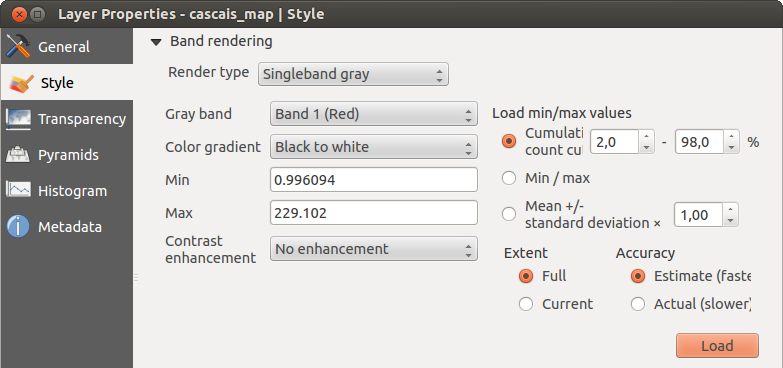 Layer Properties - cascais_map | Style
General
Style
Transparency
Pyramids
Histogram
Metadata
Band rendering
Render type Singleband gray
Gray band Band 1 (Red)
Color gradient Black to white
Min 0.996094
Max 229.102
Contrast
enhancement No enhancement
Load min/max values
Cumulati
count cu 2,0 - 98,0 %
Min / max
Mean +/-
standard deviation × 1,00
Extent Accuracy
Full Estimate (faste
Current Actual (slower)
Load